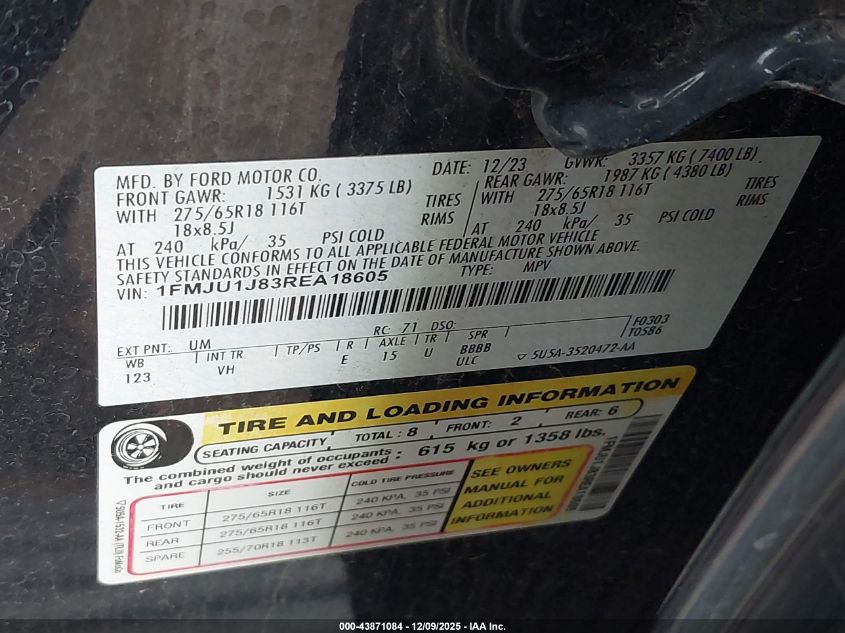 MFD. BY FORD MOTOR CO.
DATE: 12/23 GVWR: 3357 KG ( 7400 LB)
FRONT GAWR: 1531 KG ( 3375 LB) REAR GAWR: 1987 KG ( 4380 LB)
WITH 275/65R18 116T TIRES WITH 275/65R18 116T TIRES
18x8.5J RIMS 18x8.5J RIMS
AT 240 kPa/ 35 PSI COLD AT 240 kPa/ 35 PSI COLD
THIS VEHICLE CONFORMS TO ALL APPLICABLE FEDERAL MOTOR VEHICLE
SAFETY STANDARDS IN EFFECT ON THE DATE OF MANUFACTURE SHOWN ABOVE.
VIN: 1FMJU1J83REA18605 TYPE: MPV
EXT PNT: UM RC: 71 DSO: F0303
WB INT TR TP/PS R AXLE TR SPR T0586
123 VH E 15 U BBBB
ULC 5U5A-3520472-AA
TIRE AND LOADING INFORMATION
SEATING CAPACITY TOTAL: 8 FRONT: 2 REAR: 6
The combined weight of occupants and cargo should never exceed : 615 kg or 1358 lbs.
TIRE SIZE COLD TIRE PRESSURE
FRONT 275/65R18 116T 240 KPA, 35 PSI
REAR 275/65R18 116T 240 KPA, 35 PSI
SPARE 255/70R18 113T 240 KPA, 35 PSI
SEE OWNERS
MANUAL FOR
ADDITIONAL
INFORMATION
000-43871084 / 12/09/2025 - IAA Inc.